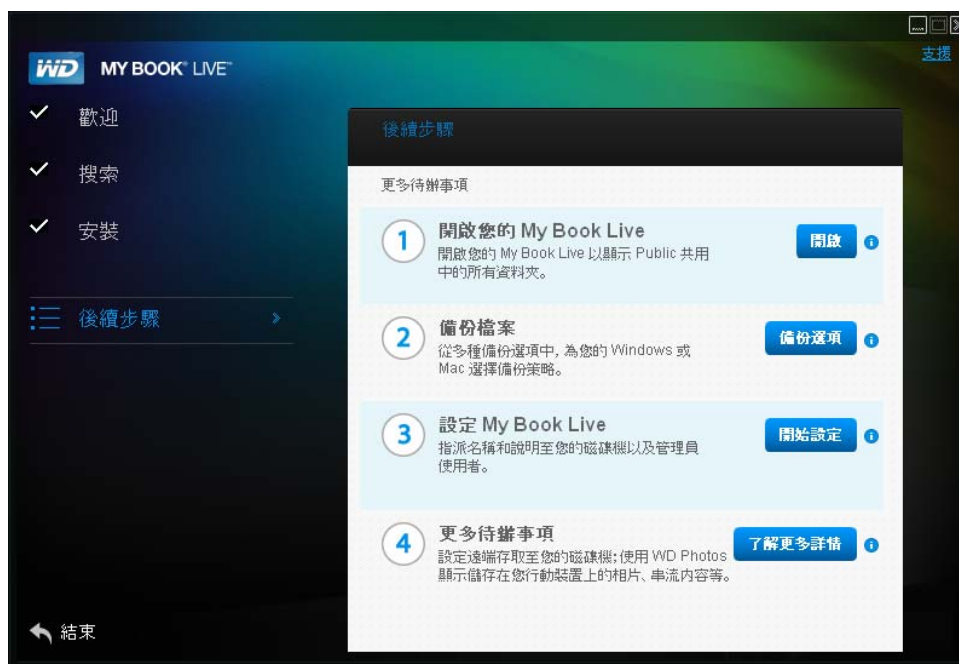 支援
WD MY BOOK® LIVE™
歡迎
搜索
安裝
後續步驟
結束
後續步驟
更多待辦事項
1
開啟您的 My Book Live
開啟您的 My Book Live 以顯示 Public 共用
中的所有資料夾。
開啟
2
備份檔案
從多種備份選項中, 為您的 Windows 或
Mac 選擇備份策略。
備份選項
3
設定 My Book Live
指派名稱和說明至您的磁碟機以及管理員
使用者。
開始設定
4
更多待辦事項
設定遠端存取至您的磁碟機;使用 WD Photos
顯示儲存在您行動裝置上的相片、串流內容等。
了解更多詳情